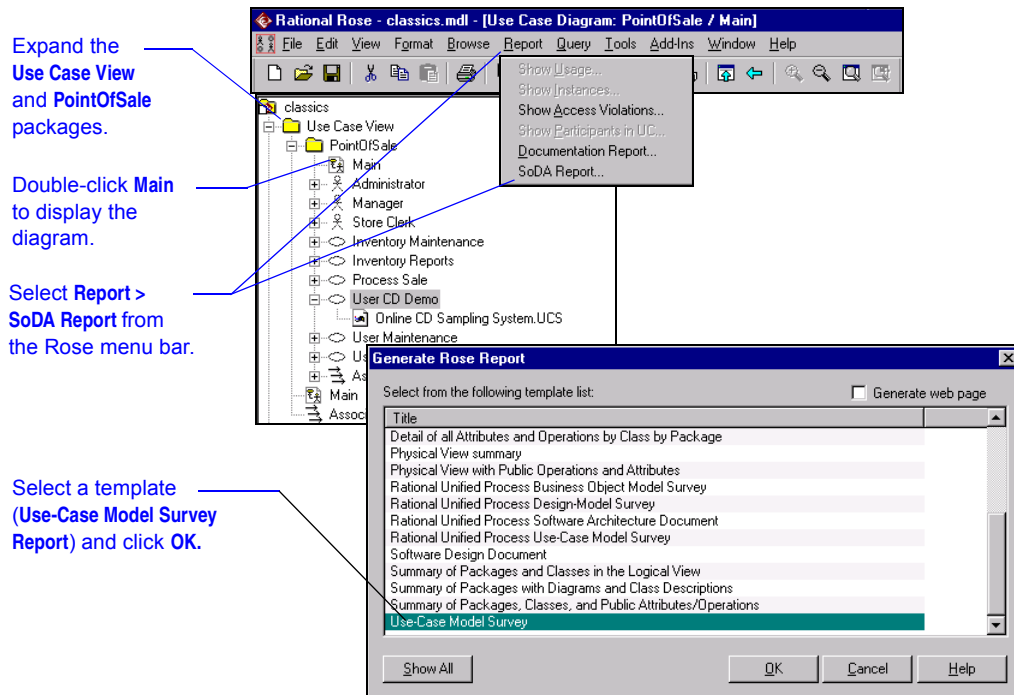 Rational Rose - classics.mdl - [Use Case Diagram: PointOfSale / Main]
File Edit View Format Browse Report Query Tools Add-Ins Window Help
Expand the
Use Case View
and PointOfSale
packages.
Double-click Main
to display the
diagram.
Select Report >
SoDA Report from
the Rose menu bar.
Select a template
(Use-Case Model Survey
Report) and click OK.
Show Usage...
Show Instances...
Show Access Violations...
Show Participants in UC...
Documentation Report...
SoDA Report...
classics
Use Case View
PointOfSale
Main
Administrator
Manager
Store Clerk
Inventory Maintenance
Inventory Reports
Process Sale
User CD Demo
Online CD Sampling System.UCS
User Maintenance
Us
As
Main
Associ
Generate Rose Report
Select from the following template list:
Generate web page
Title
Detail of all Attributes and Operations by Class by Package
Physical View summary
Physical View with Public Operations and Attributes
Rational Unified Process Business Object Model Survey
Rational Unified Process Design-Model Survey
Rational Unified Process Software Architecture Document
Rational Unified Process Use-Case Model Survey
Software Design Document
Summary of Packages and Classes in the Logical View
Summary of Packages with Diagrams and Class Descriptions
Summary of Packages, Classes, and Public Attributes/Operations
Use-Case Model Survey
Show All
OK
Cancel
Help